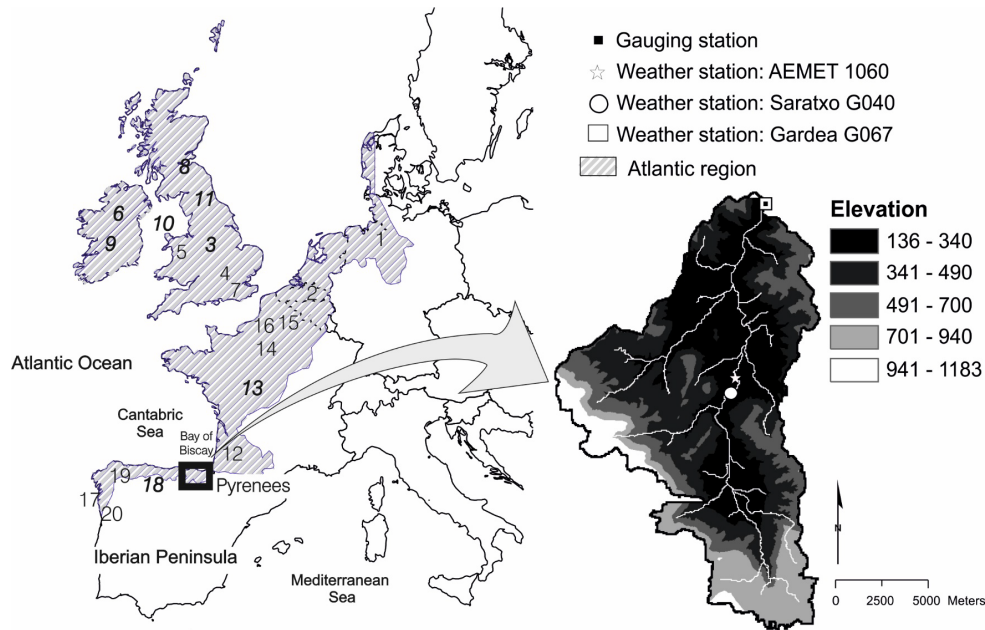 Gauging station
Weather station: AEMET 1060
Weather station: Saratxo G040
Weather station: Gardea G067
Atlantic region
8
6
11
10
9
5
3
4
7
1
2
16
15
14
13
Atlantic Ocean
Cantabric
Sea
Bay of
Biscay
12
19
18
17
20
Pyrenees
Iberian Peninsula
Mediterranean
Sea
Elevation
136 - 340
341 - 490
491 - 700
701 - 940
941 - 1183
N
0 2500 5000 Meters